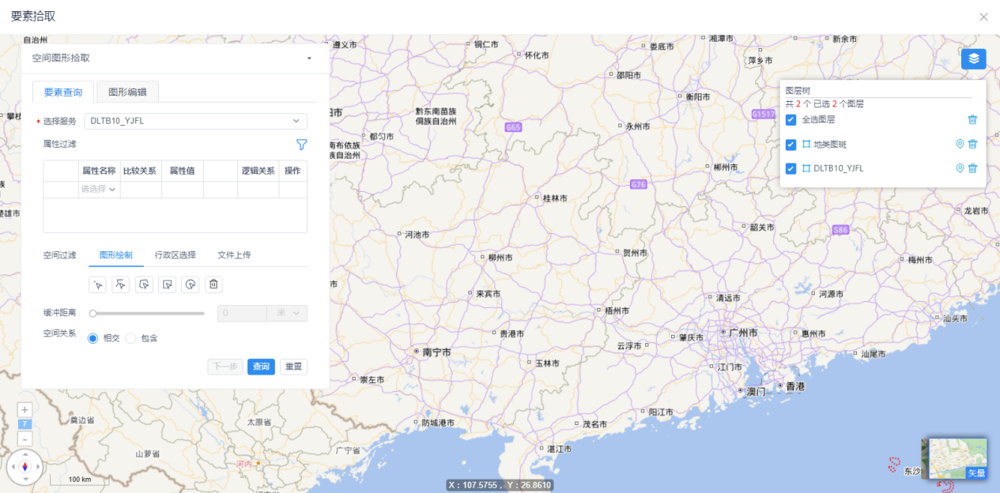 要素拾取
自治州
空间图形拾取
要素查询
图形编辑
* 选择服务
DLTB10_YJFL
属性过滤
属性名称
比较关系
属性值
逻辑关系
操作
请选择
空间过滤
图形绘制
行政区选择
文件上传
缓冲距离
0
米
空间关系
相交
包含
下一步
查询
重置
图层树
共 2 个 已选 2 个图层
全选图层
地类图斑
DLTB10_YJFL
遵义市
铜仁市
怀化市
娄底市
湘潭市
新余市
萍乡市
邵阳市
衡阳市
黔东南苗族
侗族自治州
G65
G1517
永州市
都匀市
南布依族
族自治州
郴州市
G76
桂林市
龙岩市
韶关市
S86
河池市
柳州市
贺州市
梅州市
来宾市
梧州市
清远市
河源市
汕头市
贵港市
云浮市
肇庆市
广州市
惠州市
汕尾市
南宁市
玉林市
江门市
崇左市
澳门
香港
阳江市
防城港市
茂名市
湛江市
奠边省
太原省
山萝省
广宁省
河内
东沙
+
7
-
100 km
X：107.5755， Y：26.8610
矢量